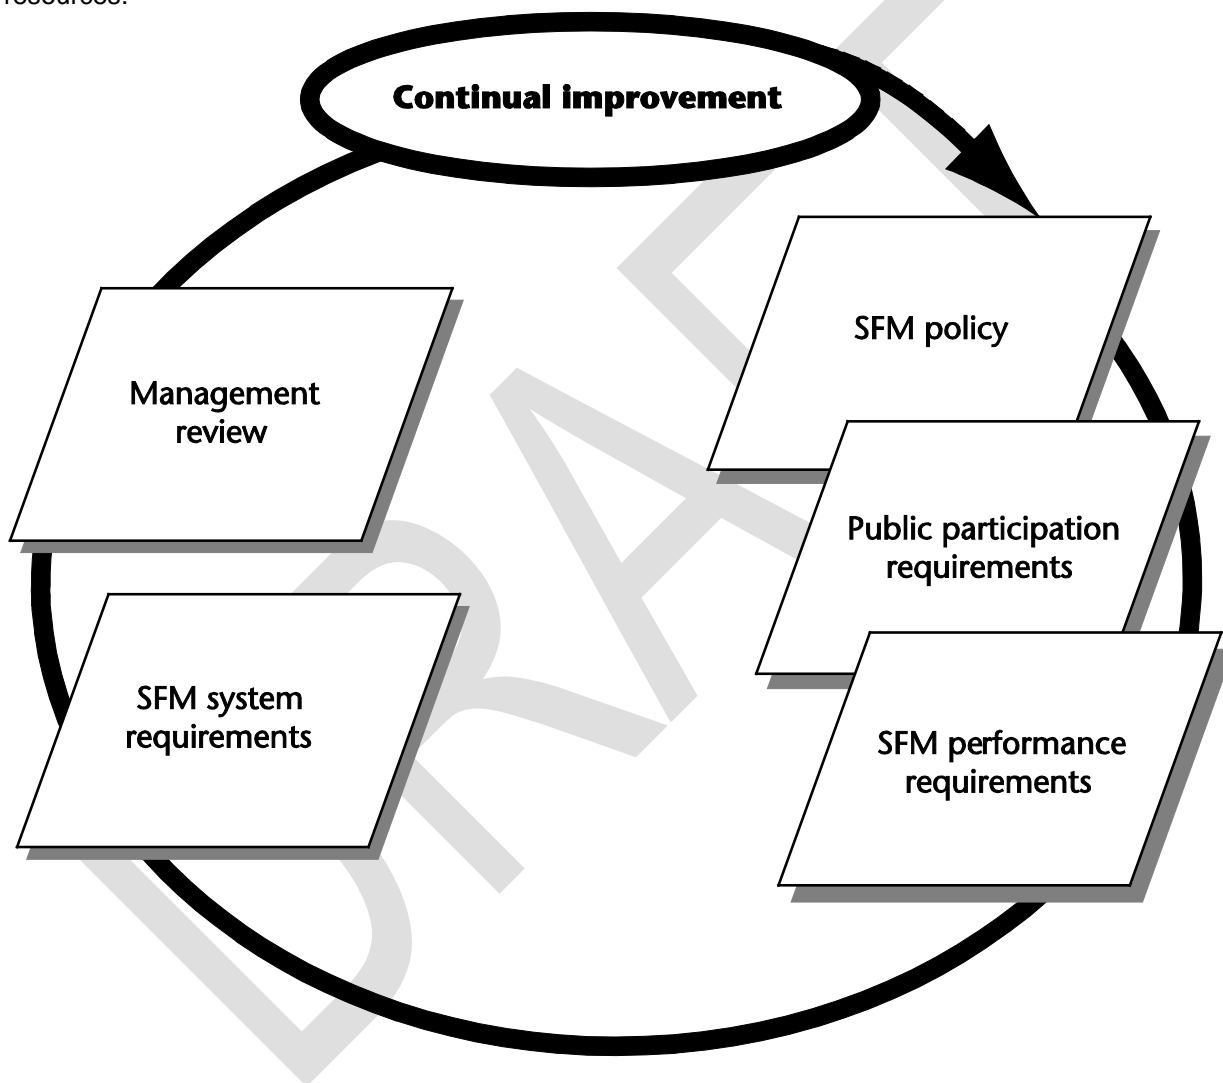 resources.
Continual improvement
SFM policy
Management
review
Public participation
requirements
SFM system
requirements
SFM performance
requirements
DRAFT